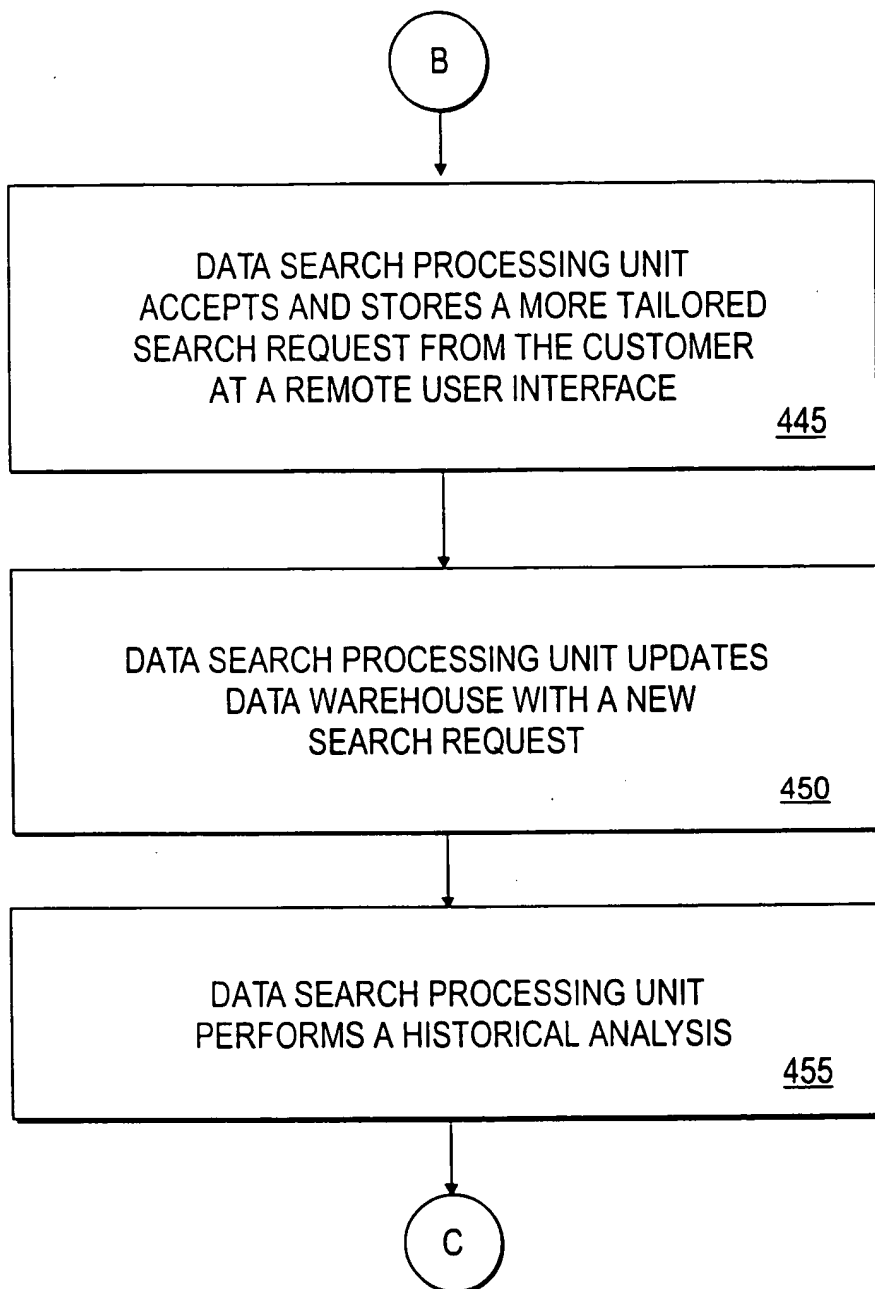 B
DATA SEARCH PROCESSING UNIT
ACCEPTS AND STORES A MORE TAILORED
SEARCH REQUEST FROM THE CUSTOMER
AT A REMOTE USER INTERFACE
445
DATA SEARCH PROCESSING UNIT UPDATES
DATA WAREHOUSE WITH A NEW
SEARCH REQUEST
450
DATA SEARCH PROCESSING UNIT
PERFORMS A HISTORICAL ANALYSIS
455
C